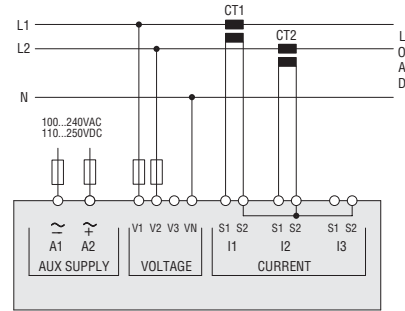 CT1
L1
CT2
L2
LOAD
N
100...240VAC
110...250VDC
V1 V2 V3 VN S1 S2 S1 S2 S1 S2
~ ~
− +
A1 A2 I1 I2 I3
AUX SUPPLY VOLTAGE CURRENT